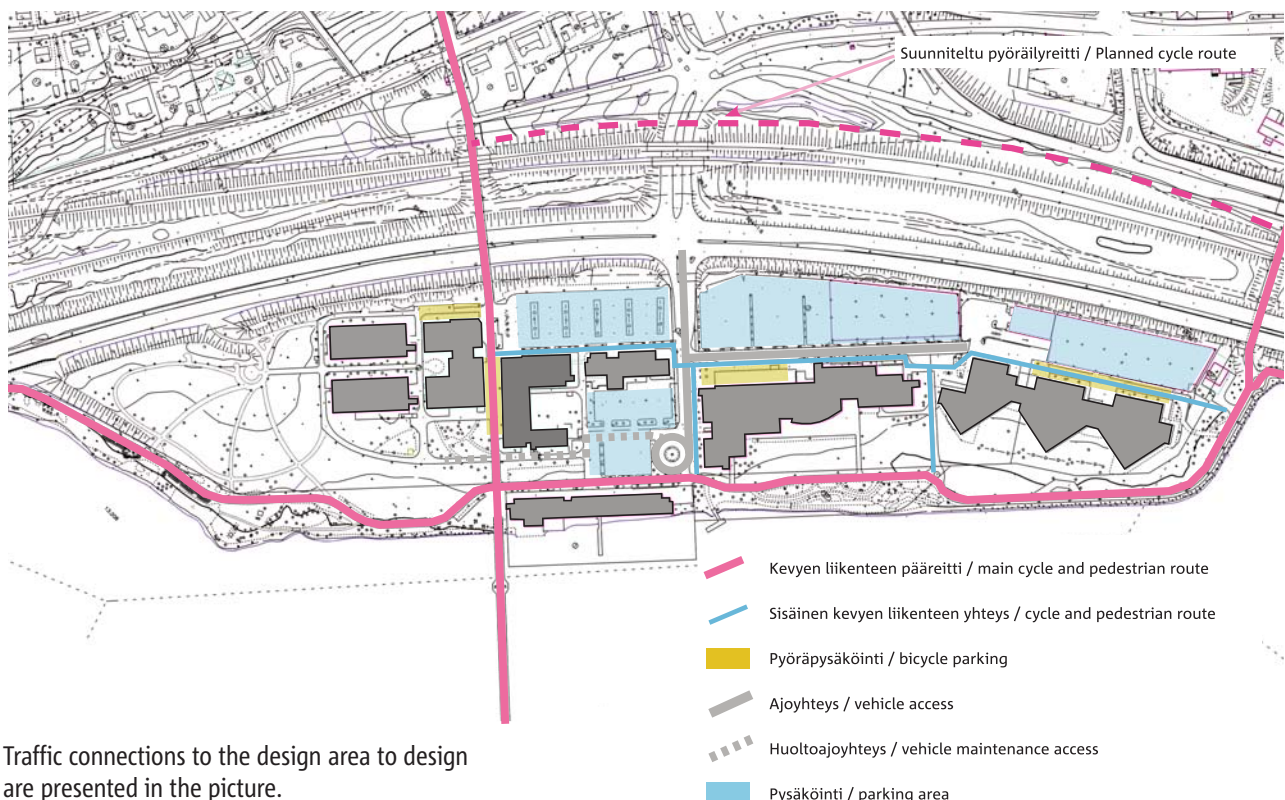 Suunniteltu pyöräilyreitti / Planned cycle route
Kevyen liikenteen pääreitti / main cycle and pedestrian route
Sisäinen kevyen liikenteen yhteys / cycle and pedestrian route
Pyöräpysäköinti / bicycle parking
Ajoyhteys / vehicle access
Huoltoajoyhteys / vehicle maintenance access
Pysäköinti / parking area
Traffic connections to the design area to design
are presented in the picture.